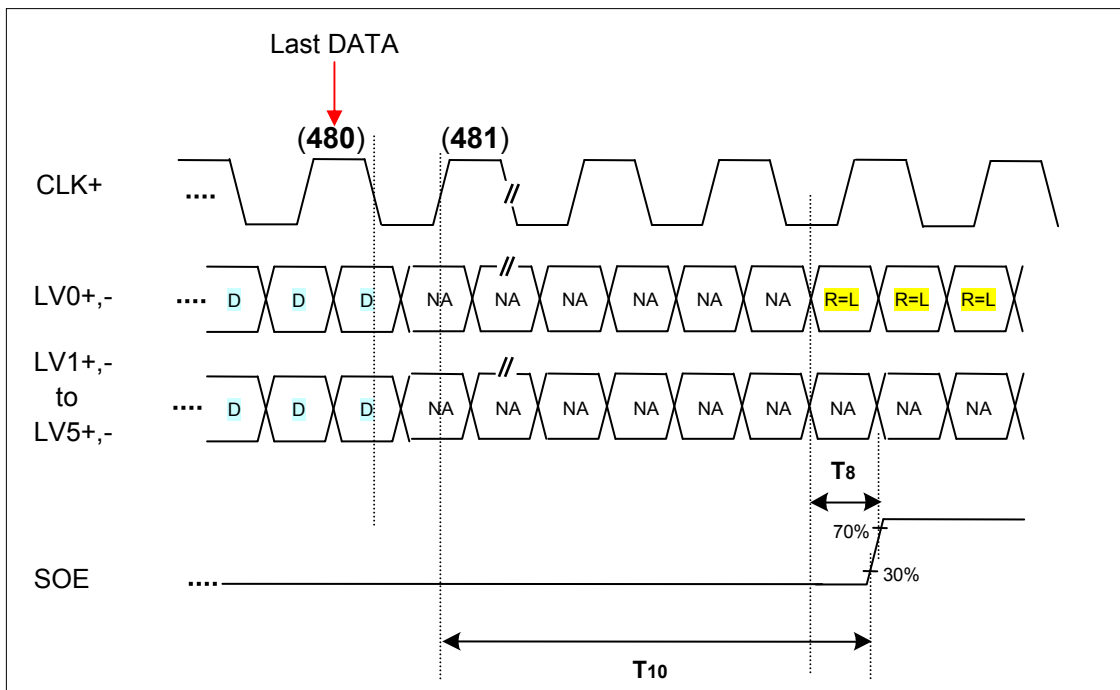 Last DATA
(480) (481)
CLK+ ....
LV0+,- .... D D D NA NA NA NA NA NA R=L R=L R=L
LV1+,-
to
LV5+,-
.... D D D NA NA NA NA NA NA NA NA NA
T8
70%
30%
SOE ....
T10